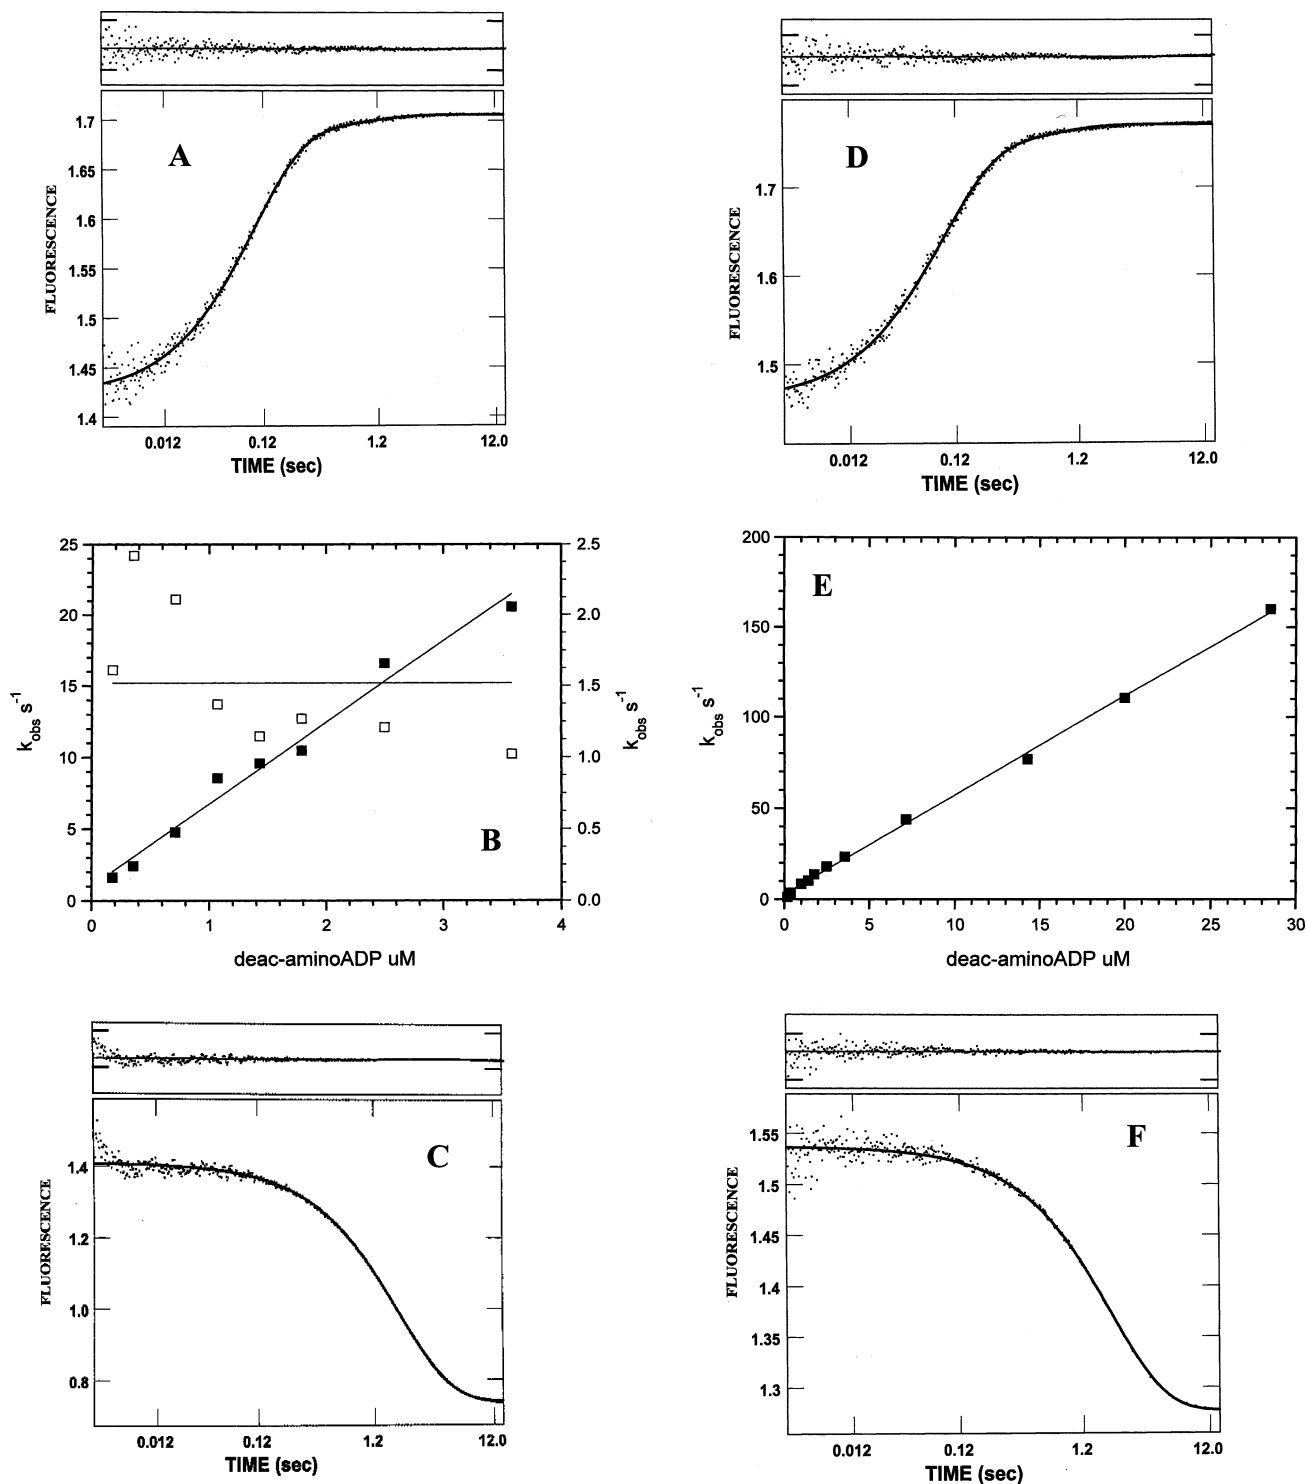 A
1.7
1.65
1.6
1.55
1.5
1.45
1.4
FLUORESCENCE
0.012 0.12 1.2 12.0
TIME (sec)
D
1.7
1.6
1.5
FLUORESCENCE
0.012 0.12 1.2 12.0
TIME (sec)
25
20
15
10
5
0
k_obs s⁻¹
2.5
2.0
1.5
1.0
0.5
0.0
k_obs s⁻¹
B
0 1 2 3 4
deac-aminoADP uM
200
150
100
50
0
k_obs s⁻¹
E
0 5 10 15 20 25 30
deac-aminoADP uM
C
1.4
1.2
1.0
0.8
FLUORESCENCE
0.012 0.12 1.2 12.0
TIME (sec)
F
1.55
1.5
1.45
1.4
1.35
1.3
FLUORESCENCE
0.012 0.12 1.2 12.0
TIME (sec)